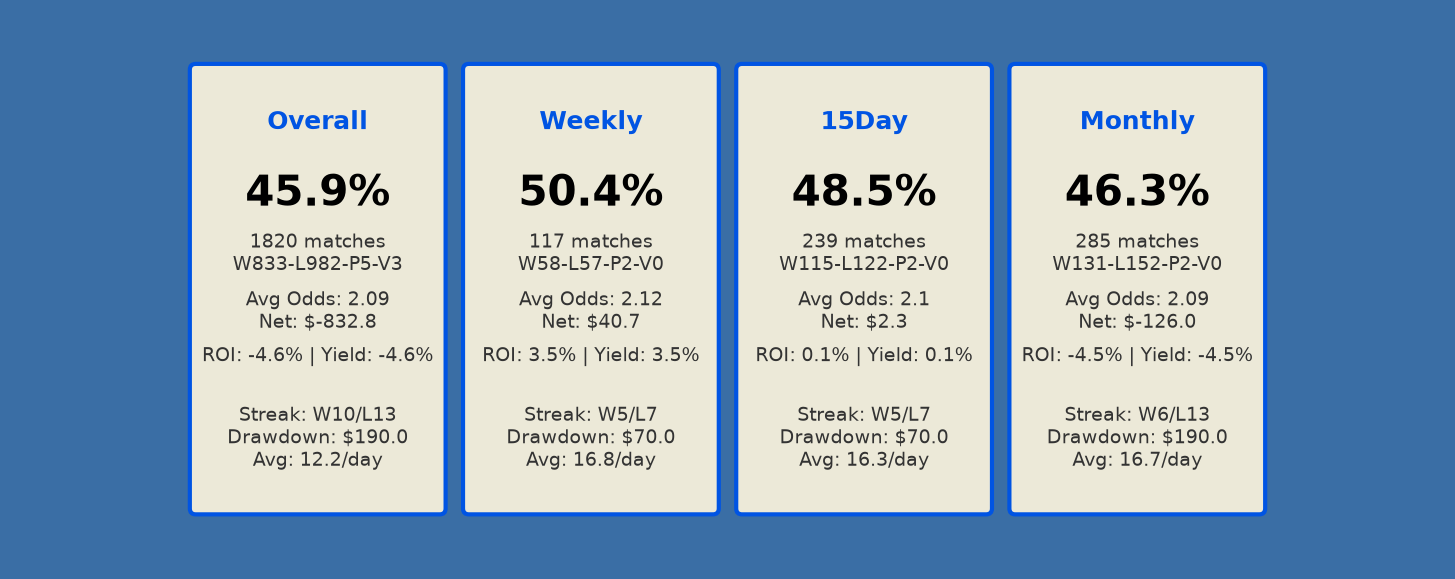 Overall
45.9%
1820 matches
W833-L982-P5-V3
Avg Odds: 2.09
Net: $-832.8
ROI: -4.6% | Yield: -4.6%
Streak: W10/L13
Drawdown: $190.0
Avg: 12.2/day
Weekly
50.4%
117 matches
W58-L57-P2-V0
Avg Odds: 2.12
Net: $40.7
ROI: 3.5% | Yield: 3.5%
Streak: W5/L7
Drawdown: $70.0
Avg: 16.8/day
15Day
48.5%
239 matches
W115-L122-P2-V0
Avg Odds: 2.1
Net: $2.3
ROI: 0.1% | Yield: 0.1%
Streak: W5/L7
Drawdown: $70.0
Avg: 16.3/day
Monthly
46.3%
285 matches
W131-L152-P2-V0
Avg Odds: 2.09
Net: $-126.0
ROI: -4.5% | Yield: -4.5%
Streak: W6/L13
Drawdown: $190.0
Avg: 16.7/day